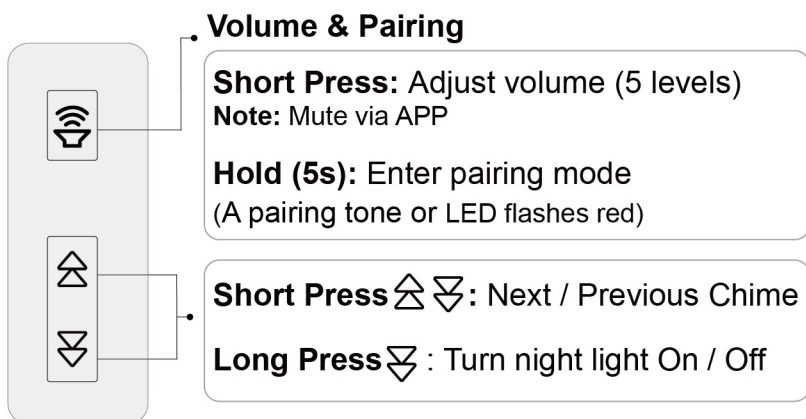 Volume & Pairing
Short Press: Adjust volume (5 levels)
Note: Mute via APP
Hold (5s): Enter pairing mode
(A pairing tone or LED flashes red)
Short Press : Next / Previous Chime
Long Press : Turn night light On / Off